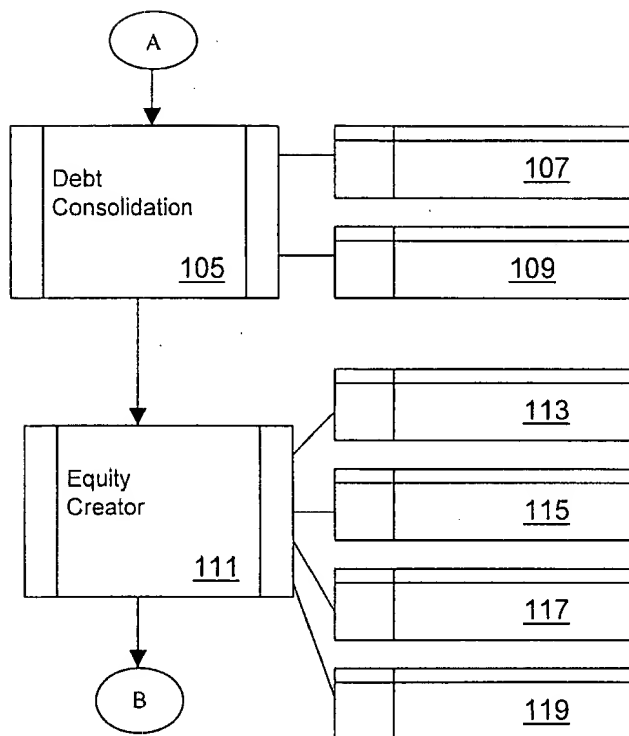 A
Debt
Consolidation
105
107
109
Equity
Creator
111
113
115
117
119
B